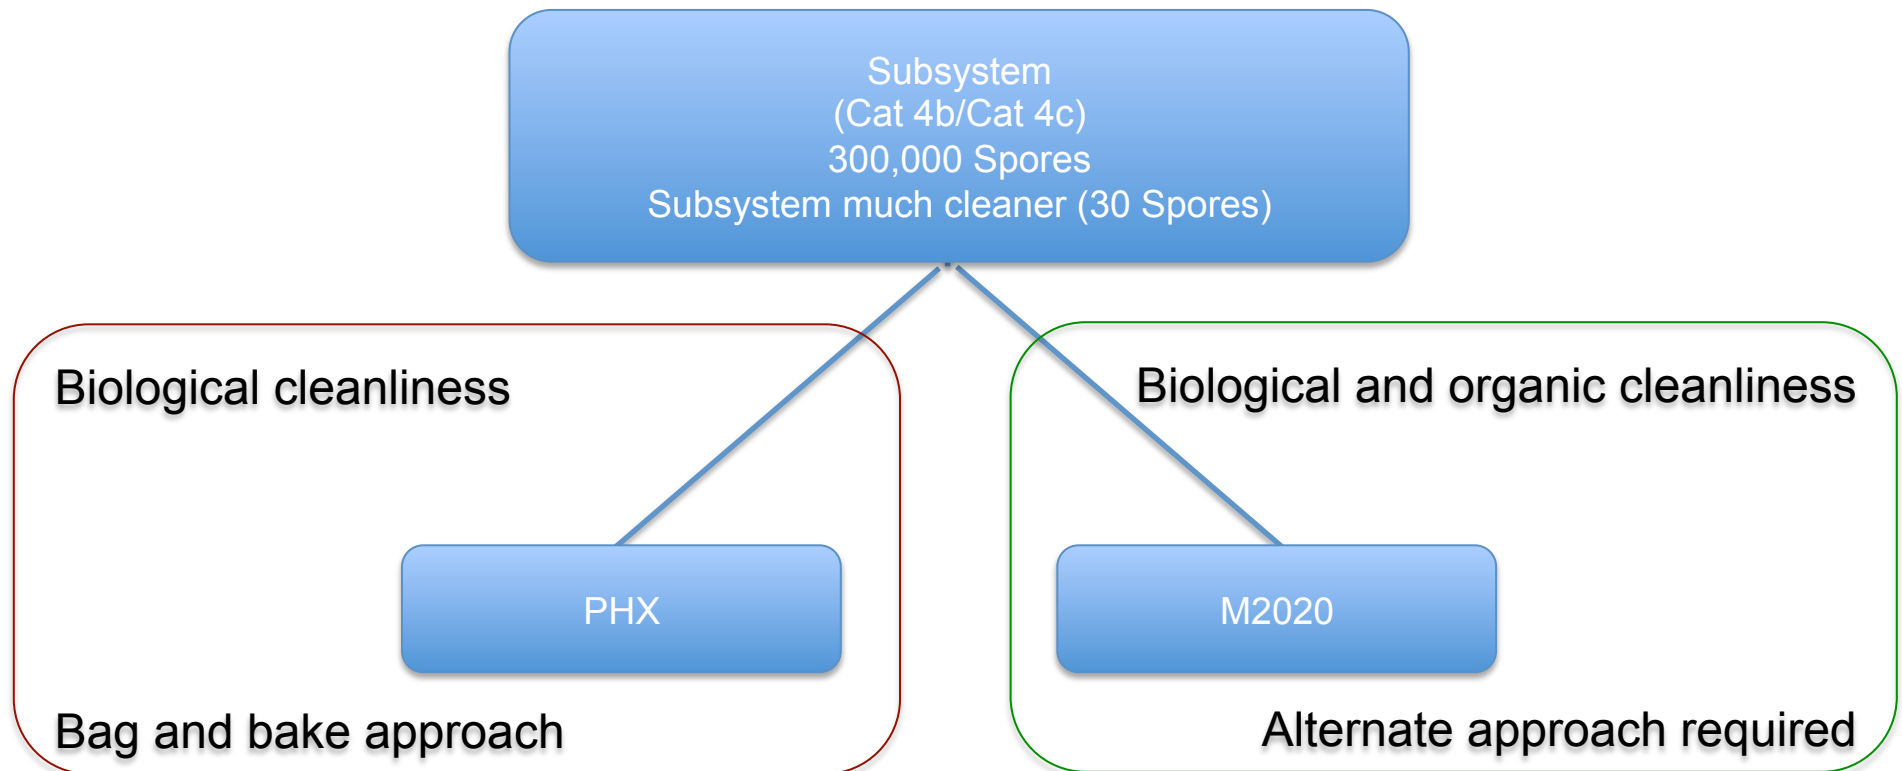 Subsystem
(Cat 4b/Cat 4c)
300,000 Spores
Subsystem much cleaner (30 Spores)
Biological cleanliness
Biological and organic cleanliness
PHX
M2020
Bag and bake approach
Alternate approach required